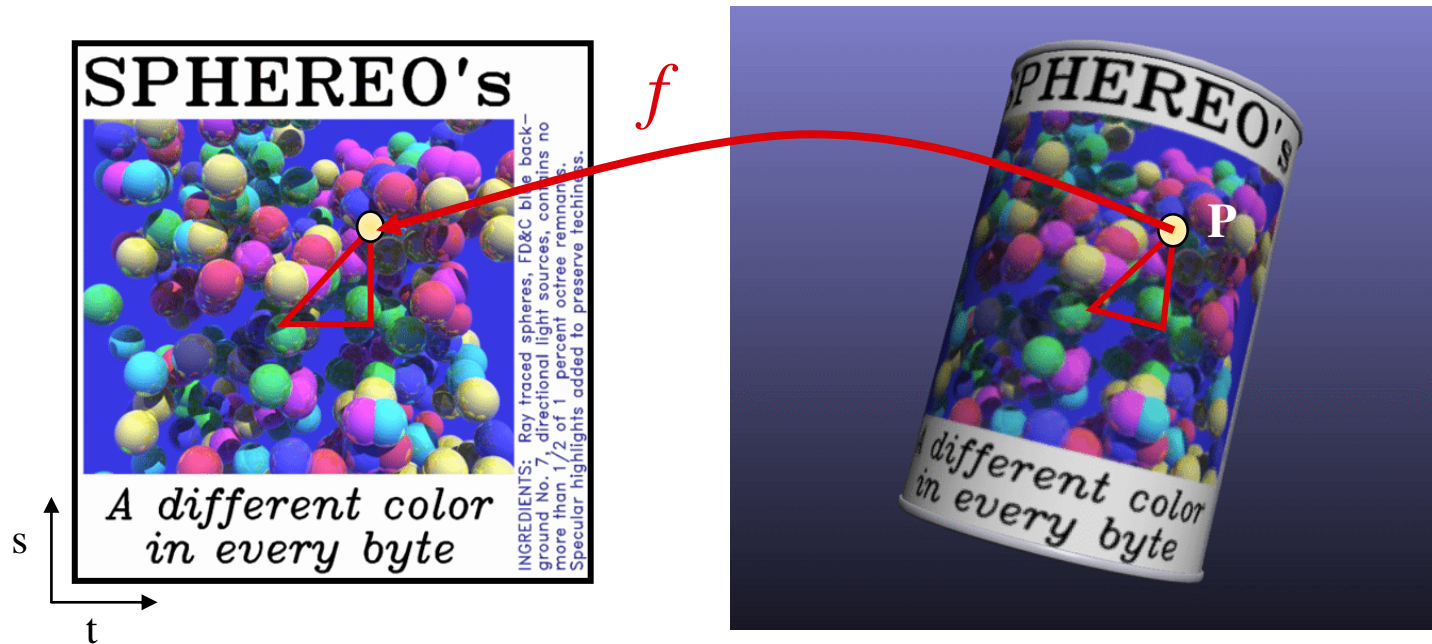 SPHEREO's
A different color
in every byte
INGREDIENTS: Ray traced spheres, FD&C blue back-
ground No. 7, directional light sources, contains no
more than 1/2 of 1 percent octree remnants.
Specular highlights added to preserve techiness.
s
t
f
SPHEREO's
P
A different color
in every byte